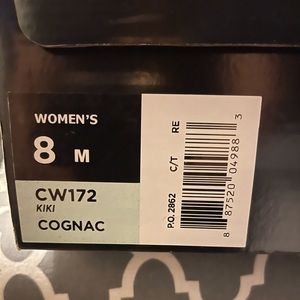 WOMEN'S
8 M
CW172
KIKI
COGNAC
P.O. 2862
C/T
RE
8 87520 04988 3